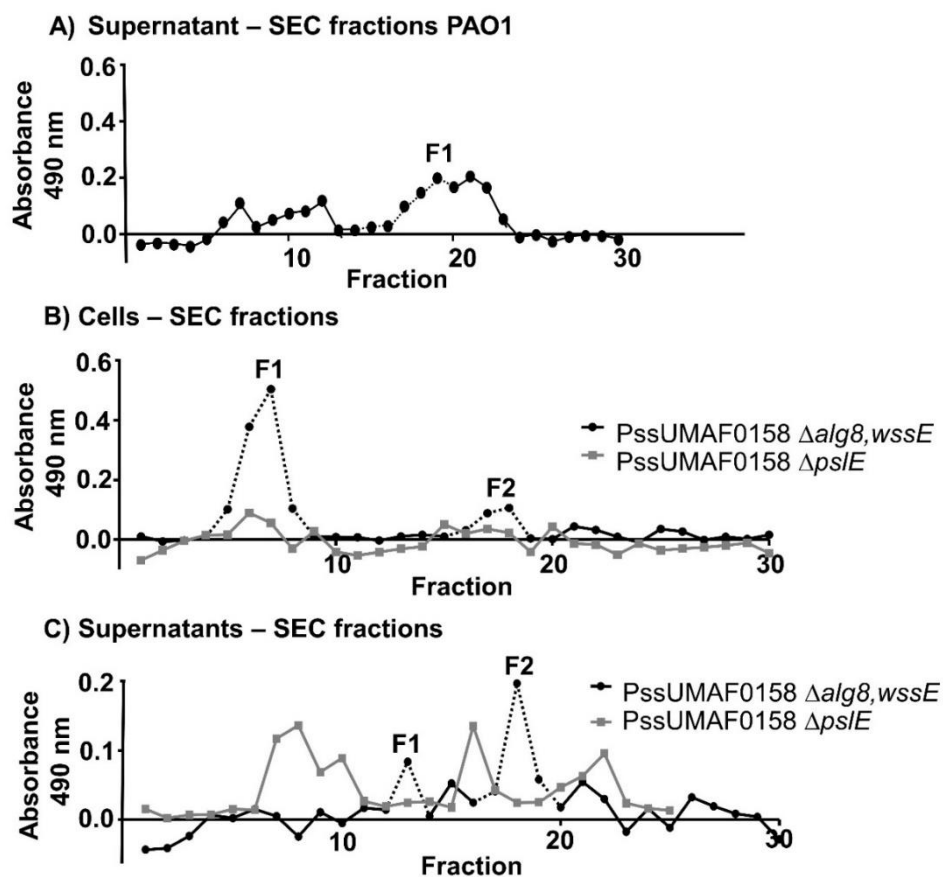 A) Supernatant – SEC fractions PAO1
0.6
0.4
0.2
0.0
Absorbance
490 nm
F1
10
20
30
Fraction
B) Cells – SEC fractions
0.6
0.4
0.2
0.0
Absorbance
490 nm
F1
F2
PssUMAF0158 Δalg8,wssE
PssUMAF0158 ΔpslE
10
20
30
Fraction
C) Supernatants – SEC fractions
0.2
0.1
0.0
Absorbance
490 nm
F1
F2
PssUMAF0158 Δalg8,wssE
PssUMAF0158 ΔpslE
10
20
30
Fraction